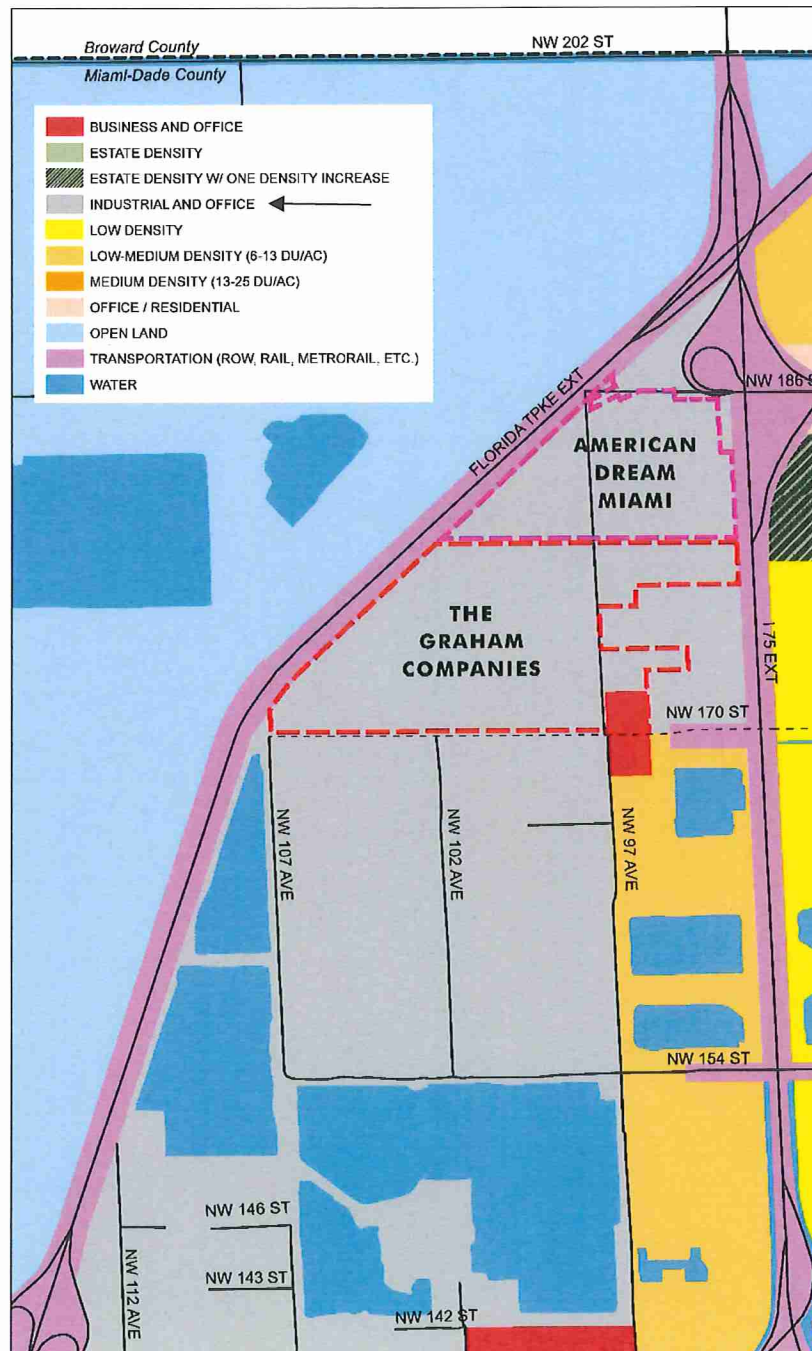 NW 202 ST
Broward County
Miami-Dade County
BUSINESS AND OFFICE
ESTATE DENSITY
ESTATE DENSITY W/ ONE DENSITY INCREASE
INDUSTRIAL AND OFFICE
LOW DENSITY
LOW-MEDIUM DENSITY (6-13 DU/AC)
MEDIUM DENSITY (13-25 DU/AC)
OFFICE / RESIDENTIAL
OPEN LAND
TRANSPORTATION (ROW, RAIL, METRORAIL, ETC.)
WATER
NW 186 S
FLORIDA TPKE EXT
AMERICAN
DREAM
MIAMI
THE
GRAHAM
COMPANIES
I 75 EXT
NW 170 ST
NW 107 AVE
NW 102 AVE
NW 97 AVE
NW 154 ST
NW 146 ST
NW 112 AVE
NW 143 ST
NW 142 ST